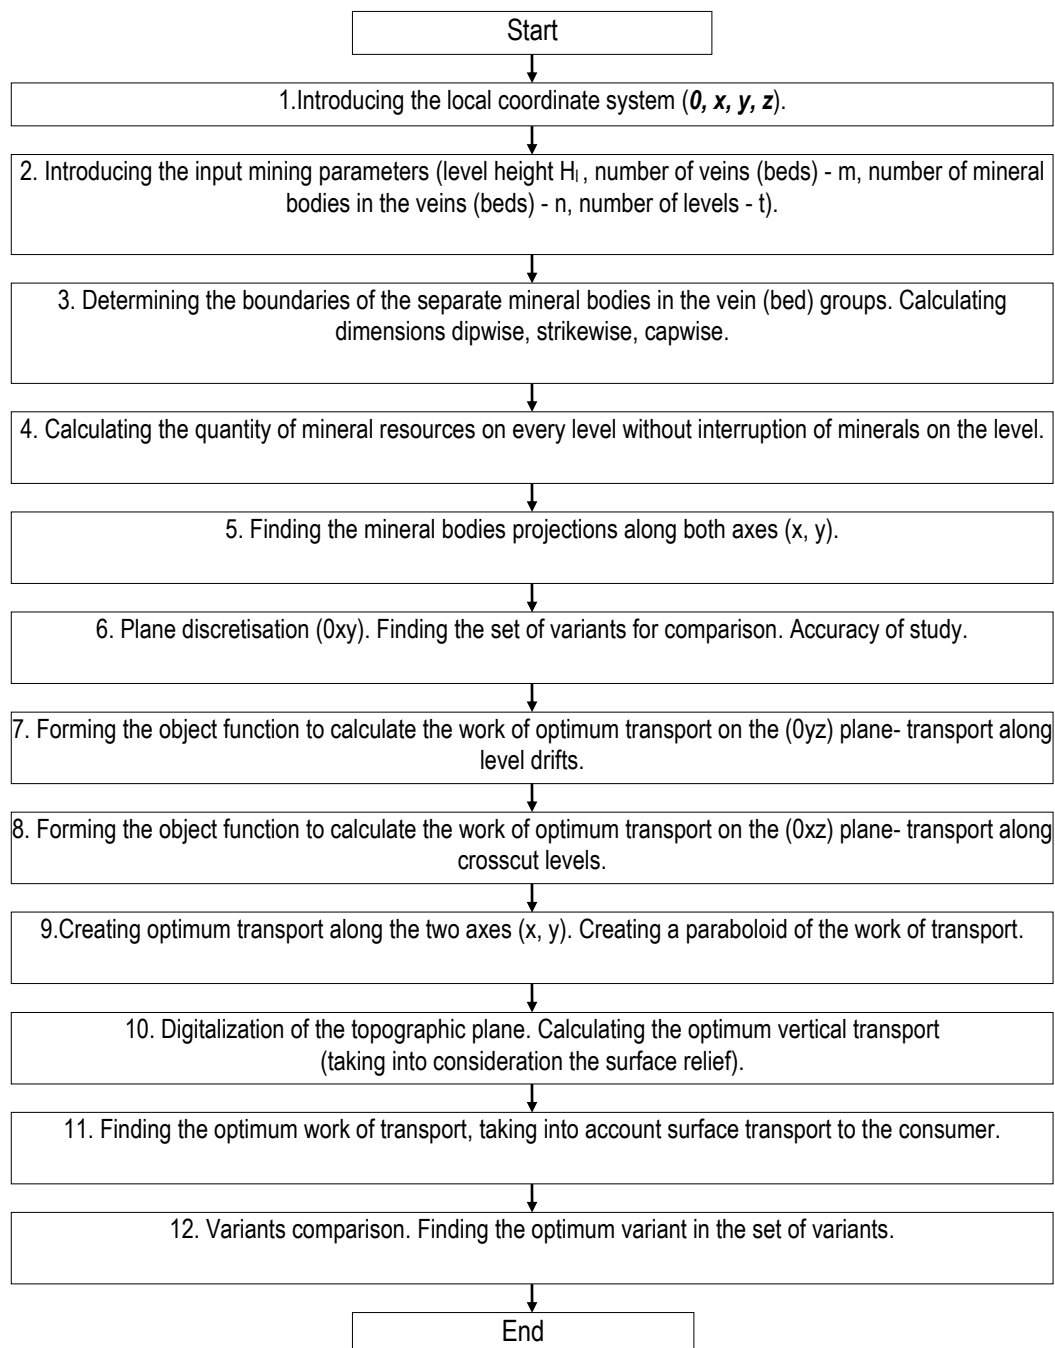 Start
1.Introducing the local coordinate system (0, x, y, z).
2. Introducing the input mining parameters (level height Hl , number of veins (beds) - m, number of mineral
bodies in the veins (beds) - n, number of levels - t).
3. Determining the boundaries of the separate mineral bodies in the vein (bed) groups. Calculating
dimensions dipwise, strikewise, capwise.
4. Calculating the quantity of mineral resources on every level without interruption of minerals on the level.
5. Finding the mineral bodies projections along both axes (x, y).
6. Plane discretisation (0xy). Finding the set of variants for comparison. Accuracy of study.
7. Forming the object function to calculate the work of optimum transport on the (0yz) plane- transport along
level drifts.
8. Forming the object function to calculate the work of optimum transport on the (0xz) plane- transport along
crosscut levels.
9.Creating optimum transport along the two axes (x, y). Creating a paraboloid of the work of transport.
10. Digitalization of the topographic plane. Calculating the optimum vertical transport
(taking into consideration the surface relief).
11. Finding the optimum work of transport, taking into account surface transport to the consumer.
12. Variants comparison. Finding the optimum variant in the set of variants.
End